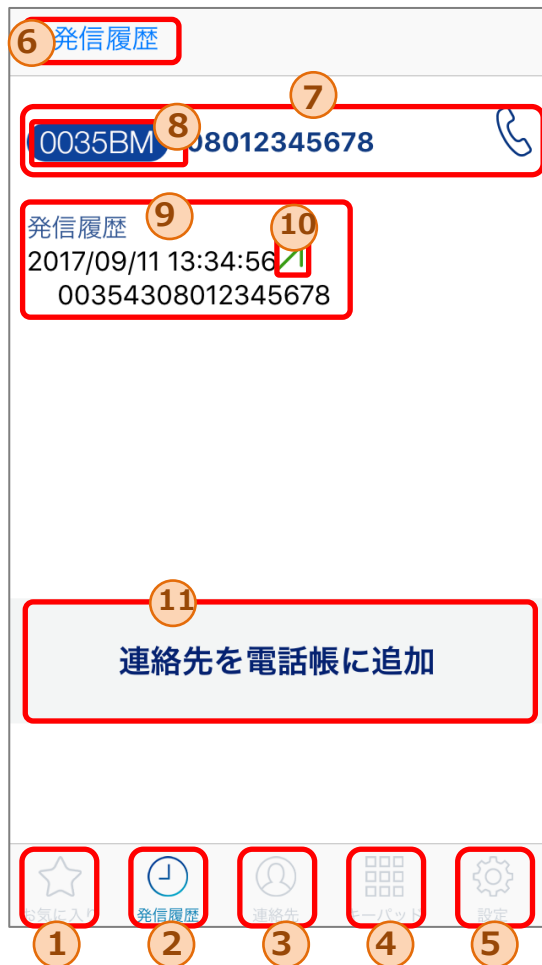 6 発信履歴
7
0035BM 8 08012345678
9 10
発信履歴
2017/09/11 13:34:56
00354308012345678
11
連絡先を電話帳に追加
お気に入り 発信履歴 連絡先 キーパッド 設定
1 2 3 4 5